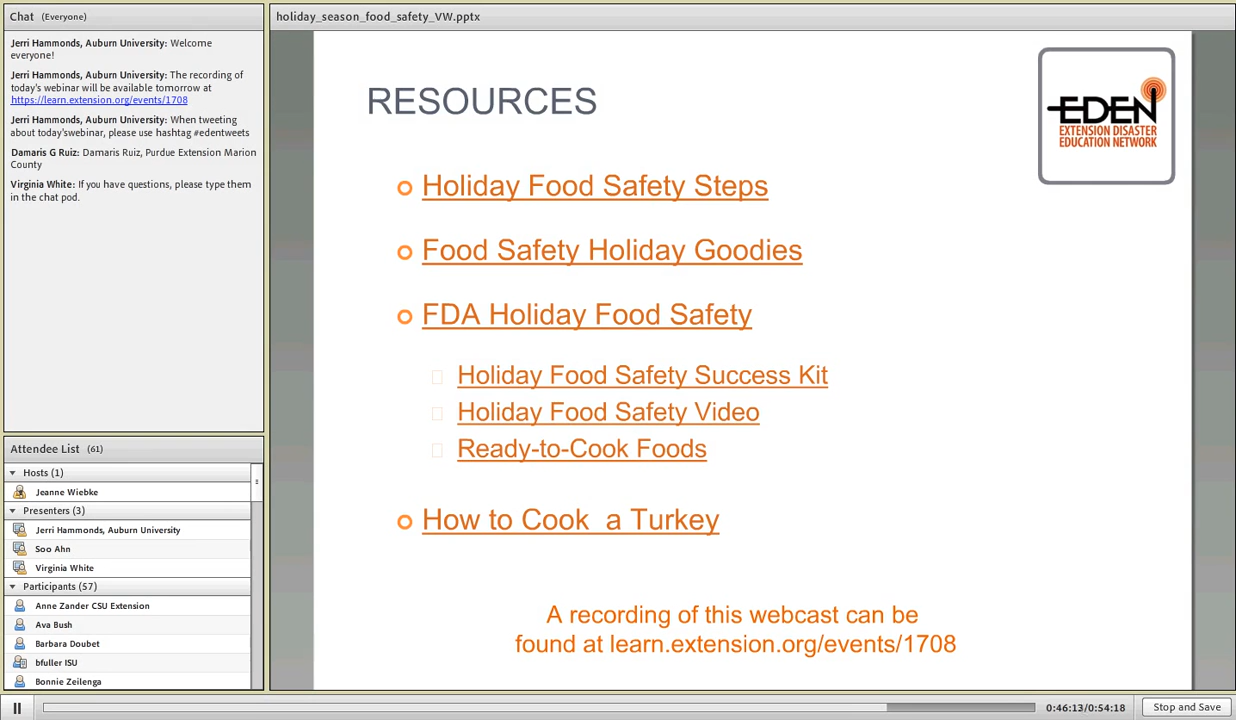 Chat (Everyone)
Jerri Hammonds, Auburn University: Welcome
everyone!
Jerri Hammonds, Auburn University: The recording of
today's webinar will be available tomorrow at
https://learn.extension.org/events/1708
Jerri Hammonds, Auburn University: When tweeting
about today'swebinar, please use hashtag #edentweets
Damaris G Ruiz: Damaris Ruiz, Purdue Extension Marion
County
Virginia White: If you have questions, please type them
in the chat pod.
Attendee List (61)
Hosts (1)
Jeanne Wiebke
Presenters (3)
Jerri Hammonds, Auburn University
Soo Ahn
Virginia White
Participants (57)
Anne Zander CSU Extension
Ava Bush
Barbara Doubet
bfuller ISU
Bonnie Zeilenga
holiday_season_food_safety_VW.pptx
RESOURCES
EDEN
EXTENSION DISASTER
EDUCATION NETWORK
Holiday Food Safety Steps
Food Safety Holiday Goodies
FDA Holiday Food Safety
Holiday Food Safety Success Kit
Holiday Food Safety Video
Ready-to-Cook Foods
How to Cook  a Turkey
A recording of this webcast can be
found at learn.extension.org/events/1708
0:46:13/0:54:18
Stop and Save